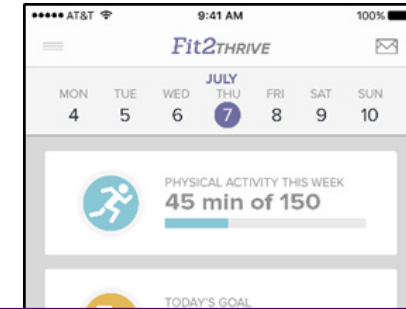 AT&T 9:41 AM 100%
Fit2THRIVE
JULY
MON TUE WED THU FRI SAT SUN
4 5 6 7 8 9 10
PHYSICAL ACTIVITY THIS WEEK
45 min of 150
TODAY'S GOAL